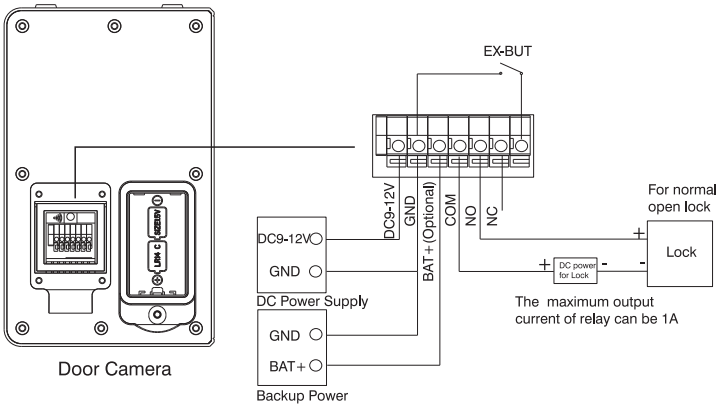 EX-BUT
DC9-12V
GND
BAT+(Optional)
COM
NO
NC
For normal
open lock
DC9-12V
GND
DC Power Supply
+
Lock
+
DC power
for Lock
-
-
The maximum output
current of relay can be 1A
GND
BAT+
Backup Power
Door Camera